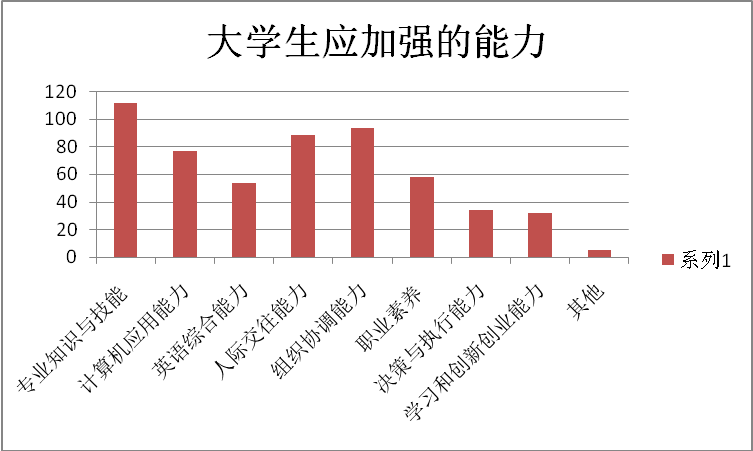 大学生应加强的能力
120
100
80
60
40
20
0
专业知识与技能
计算机应用能力
英语综合能力
人际交往能力
组织协调能力
职业素养
决策与执行能力
学习和创新创业能力
其他
系列1